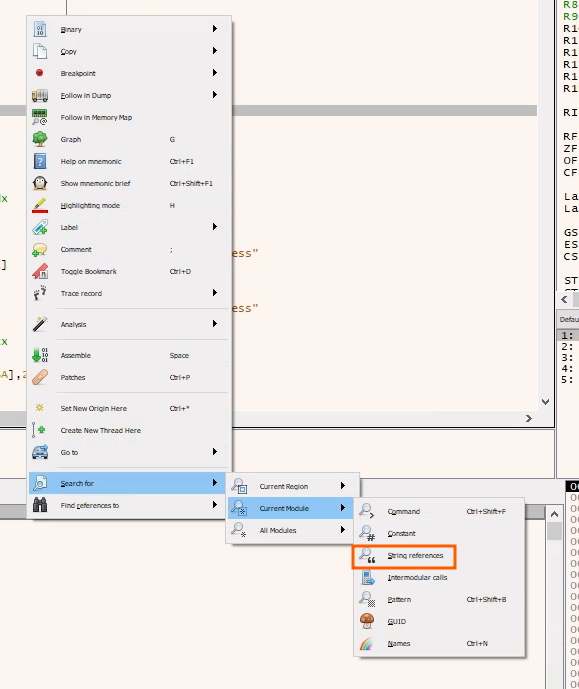 Binary
Copy
Breakpoint
Follow in Dump
Follow in Memory Map
Graph G
Help on mnemonic Ctrl+F1
Show mnemonic brief Ctrl+Shift+F1
Highlighting mode H
Label
Comment ;
Toggle Bookmark Ctrl+D
Trace record
Analysis
Assemble Space
Patches Ctrl+P
Set New Origin Here Ctrl+*
Create New Thread Here
Go to
Search for
Find references to
Current Region
Current Module
All Modules
Command Ctrl+Shift+F
Constant
String references
Intermodular calls
Pattern Ctrl+Shift+B
GUID
Names Ctrl+N
ess"
ess"
R8
R9
R1
R1
R1
R1
R1
RI
RF
ZF
OF
CF
La
La
GS
ES
CS
ST
Defau
1:
2:
3:
4:
5: